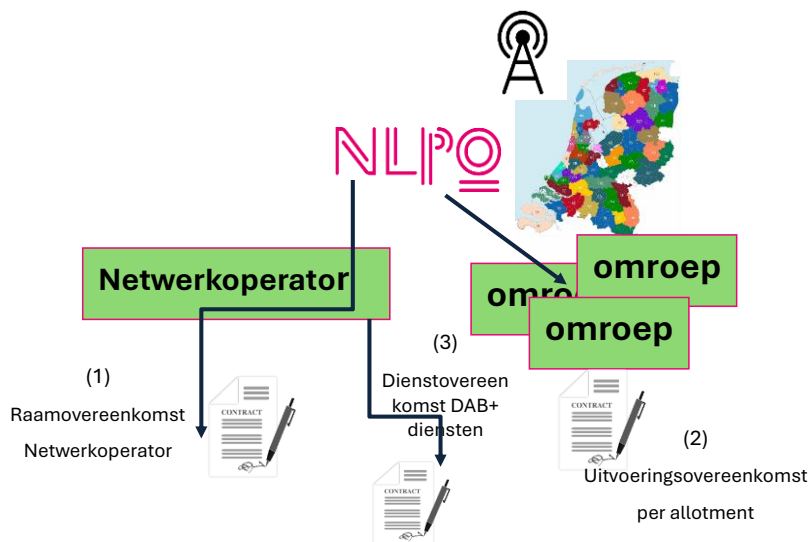 NLPO
Netwerkoperator
omroep
omroep
omroep
(1)
Raamovereenkomst
Netwerkoperator
CONTRACT
(3)
Dienstovereen
komst DAB+
diensten
CONTRACT
CONTRACT
(2)
Uitvoeringsovereenkomst
per allotment